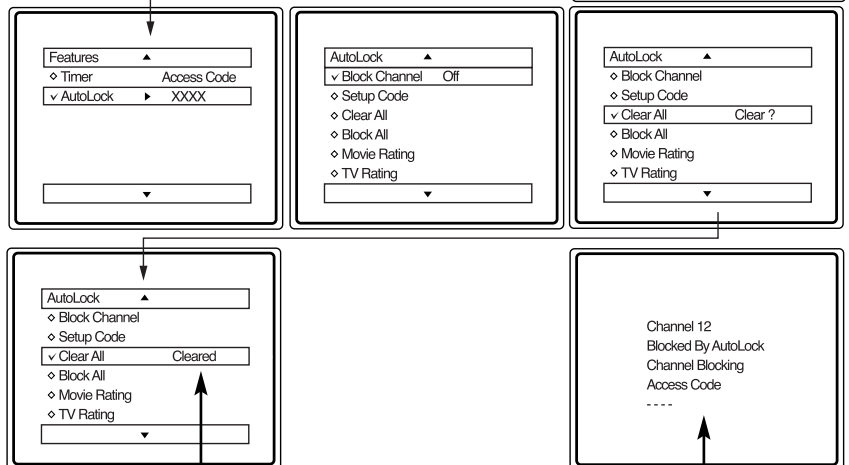 Features
Timer Access Code
AutoLock XXXX
AutoLock
Block Channel Off
Setup Code
Clear All
Block All
Movie Rating
TV Rating
AutoLock
Block Channel
Setup Code
Clear All Clear ?
Block All
Movie Rating
TV Rating
AutoLock
Block Channel
Setup Code
Clear All Cleared
Block All
Movie Rating
TV Rating
Channel 12
Blocked By AutoLock
Channel Blocking
Access Code
- - - -